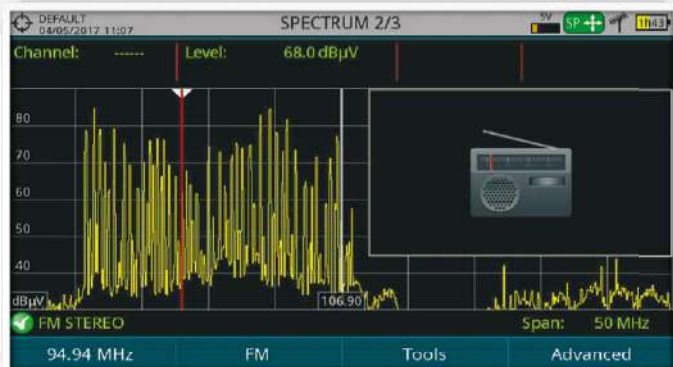 DEFAULT
04/05/2017 11:07
SPECTRUM 2/3
5V
SP
1h43
Channel: ------ Level: 68.0 dBµV
80
70
60
50
40
dBµV
106.90
FM STEREO
Span: 50 MHz
94.94 MHz FM Tools Advanced